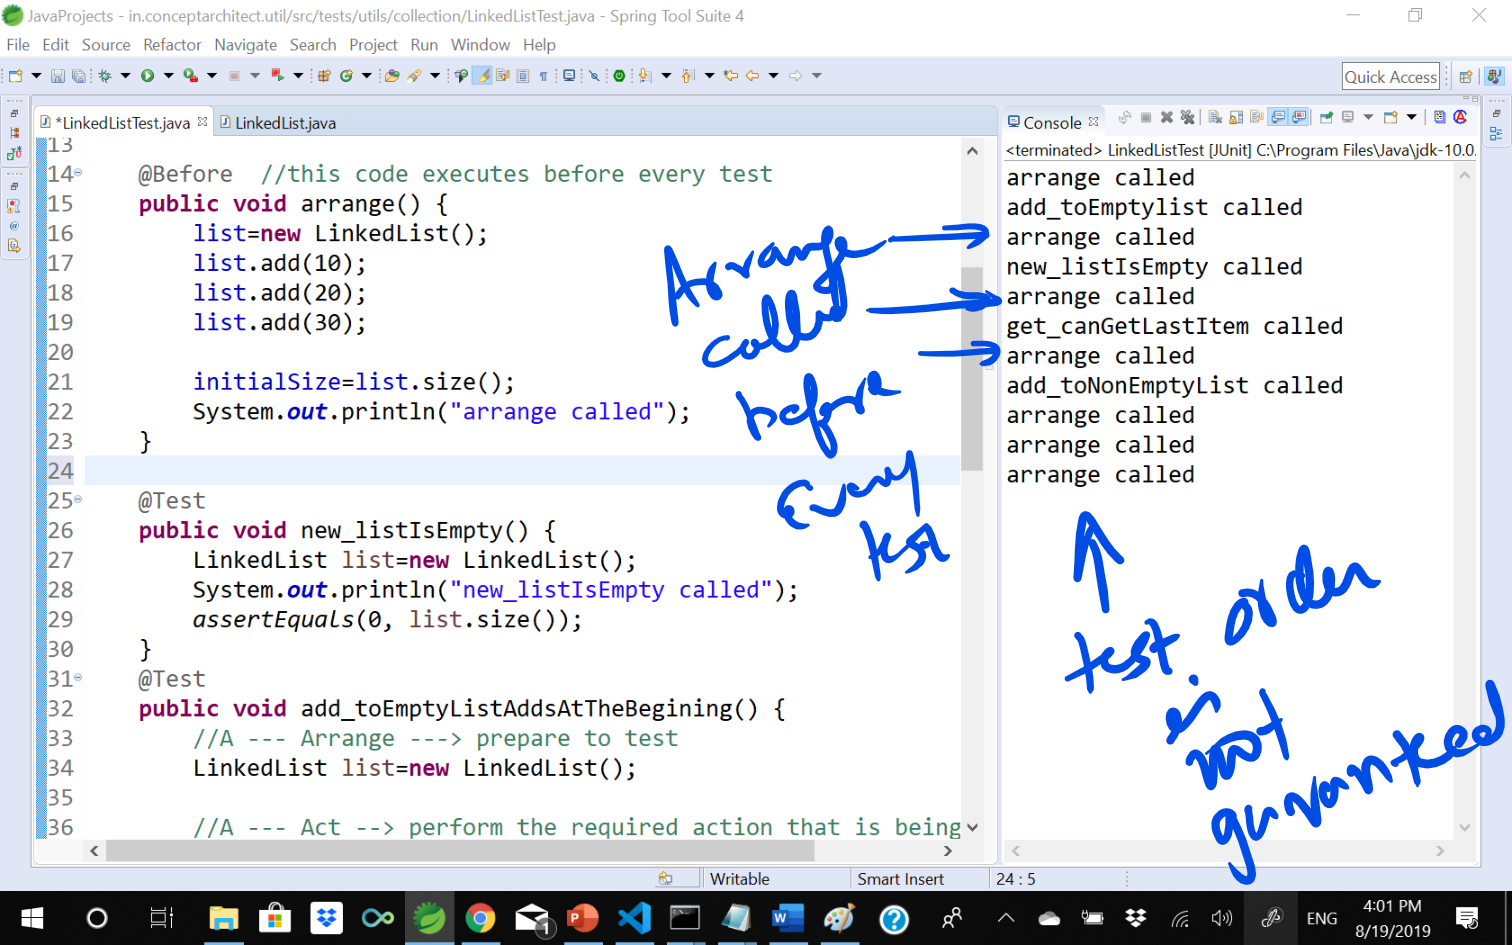 JavaProjects - in.conceptarchitect.util/src/tests/utils/collection/LinkedListTest.java - Spring Tool Suite 4
File Edit Source Refactor Navigate Search Project Run Window Help
Quick Access
*LinkedListTest.java
LinkedList.java
13
14 @Before //this code executes before every test
15 public void arrange() {
16 list=new LinkedList();
17 list.add(10);
18 list.add(20);
19 list.add(30);
20
21 initialSize=list.size();
22 System.out.println("arrange called");
23 }
24
25 @Test
26 public void new_listIsEmpty() {
27 LinkedList list=new LinkedList();
28 System.out.println("new_listIsEmpty called");
29 assertEquals(0, list.size());
30 }
31 @Test
32 public void add_toEmptyListAddsAtTheBegining() {
33 //A --- Arrange ---> prepare to test
34 LinkedList list=new LinkedList();
35
36 //A --- Act --> perform the required action that is being
Arrange
called
before
Every
test
Console
<terminated> LinkedListTest [JUnit] C:\Program Files\Java\jdk-10.0.
arrange called
add_toEmptylist called
arrange called
new_listIsEmpty called
arrange called
get_canGetLastItem called
arrange called
add_toNonEmptyList called
arrange called
arrange called
arrange called
test order
is
not
guaranteed
Writable
Smart Insert
24 : 5
1
ENG
4:01 PM
8/19/2019